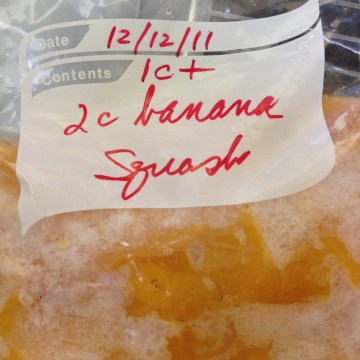 Date 12/12/11
Contents 1c+
2c banana
Squash